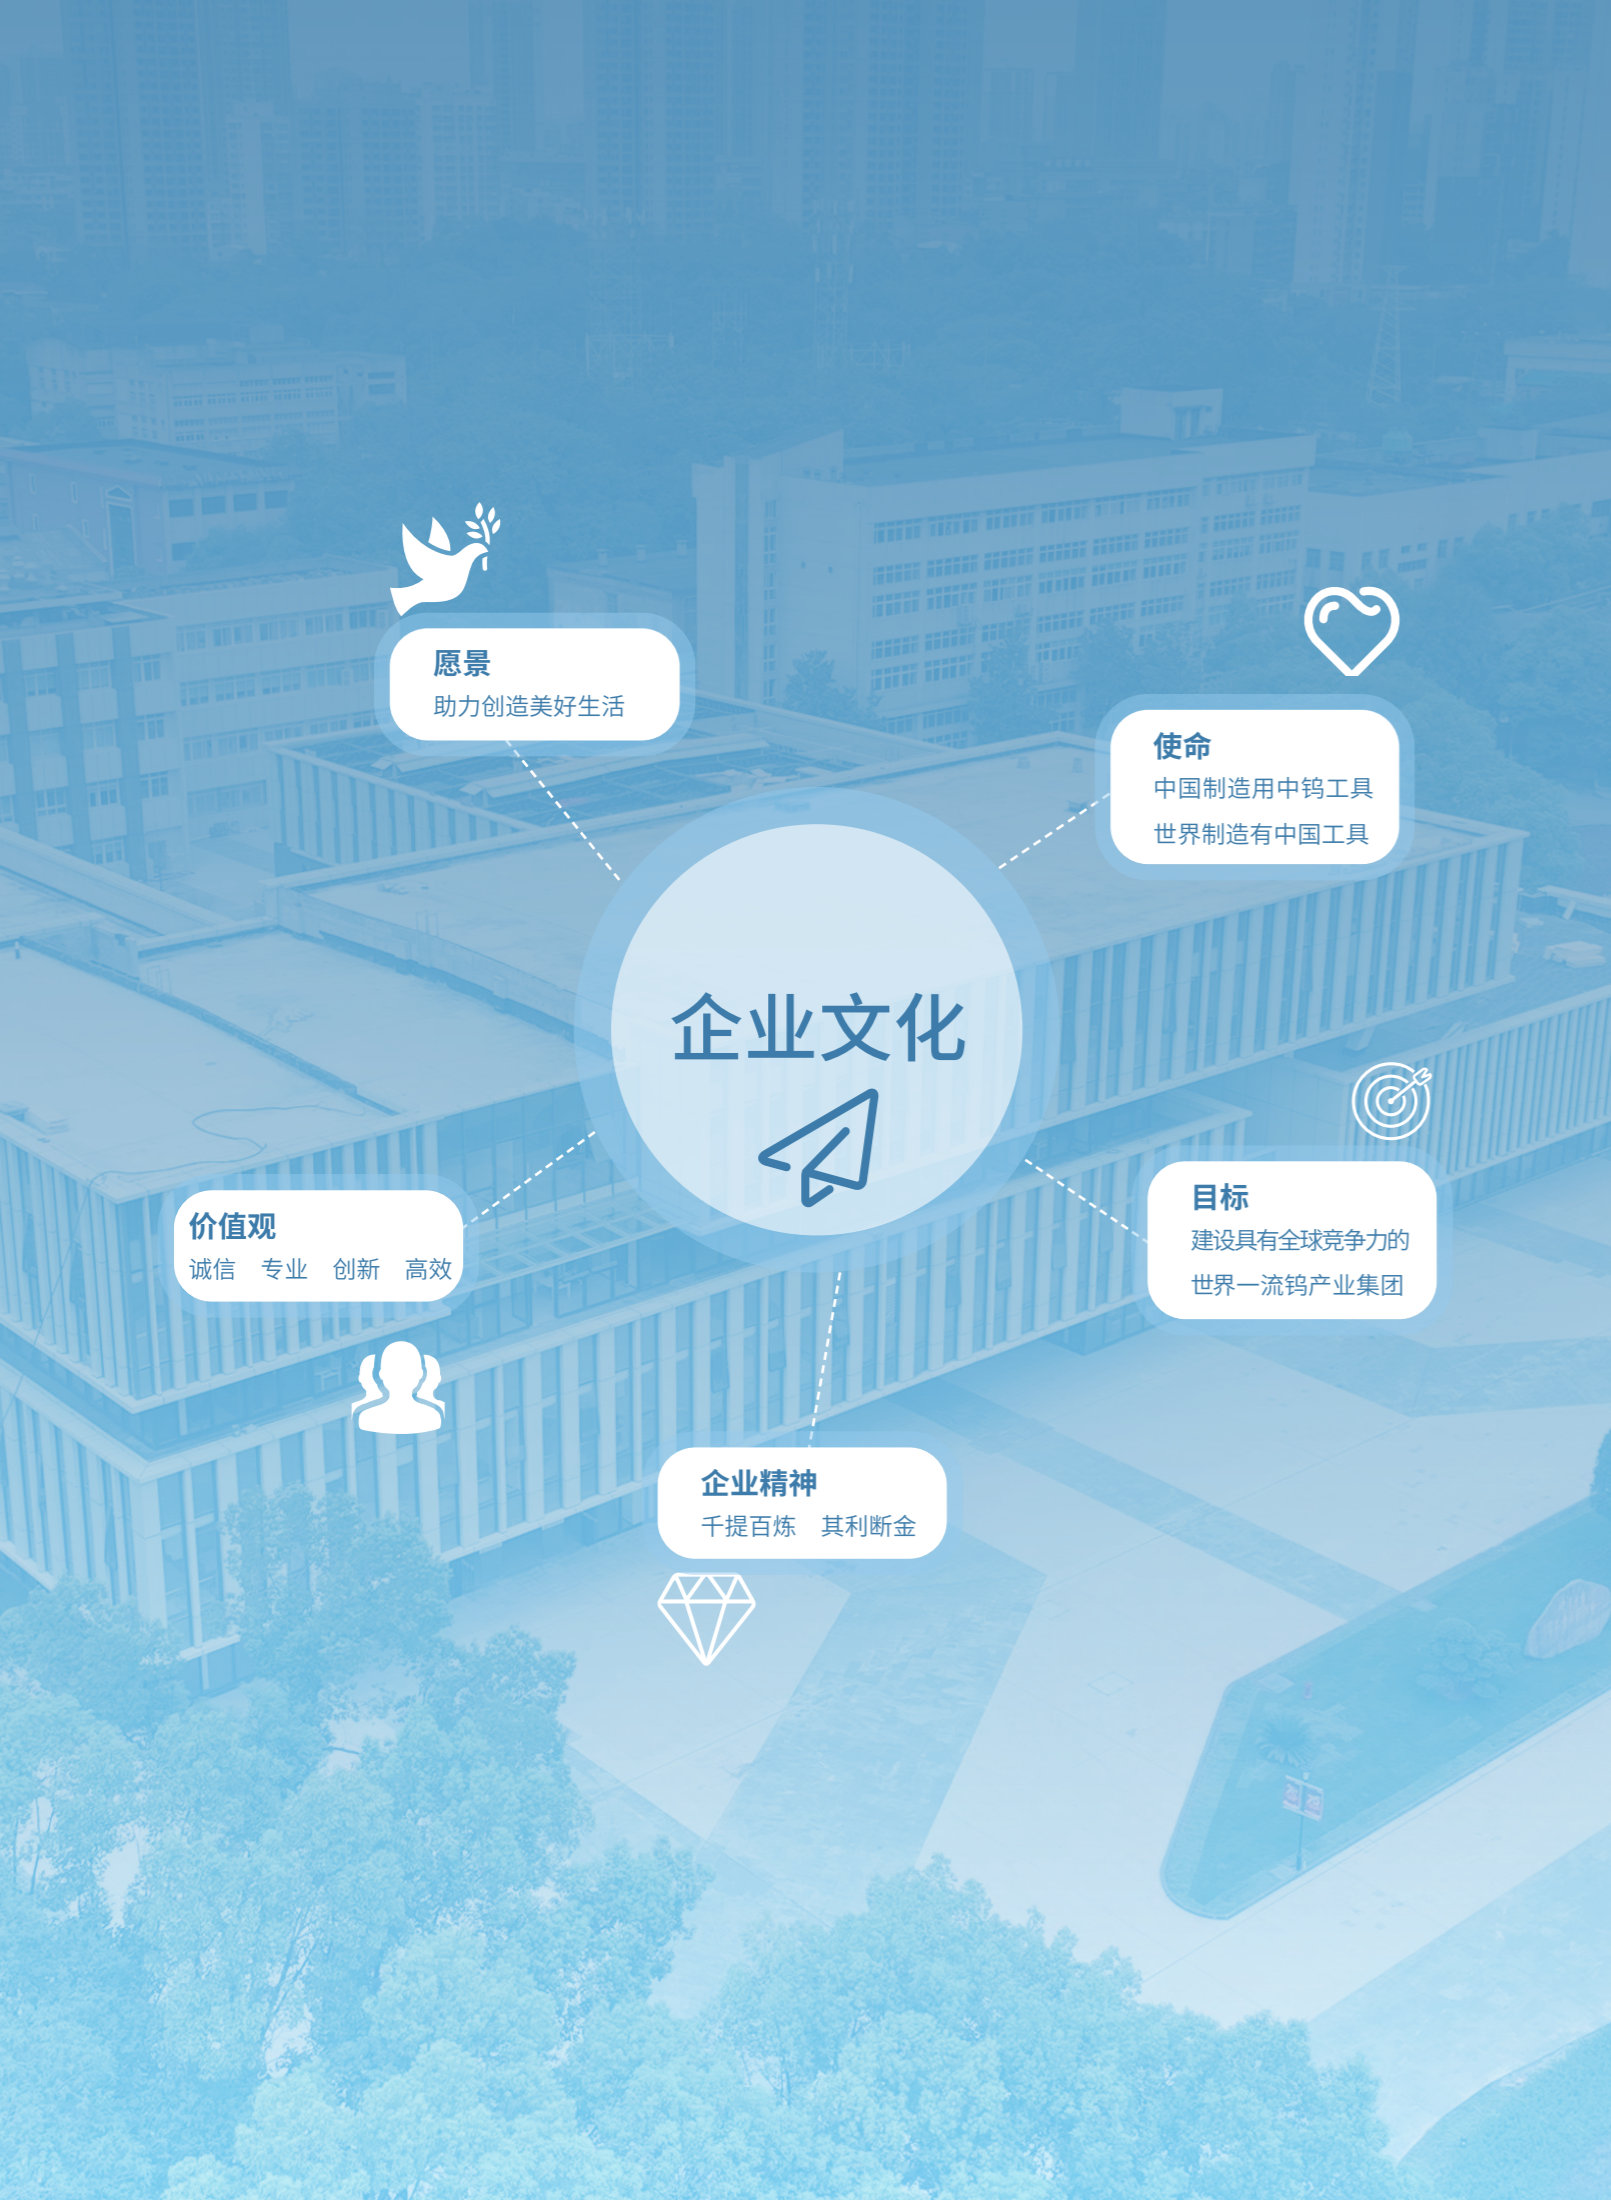 愿景
助力创造美好生活
使命
中国制造用中钨工具
世界制造有中国工具
企业文化
目标
建设具有全球竞争力的
世界一流钨产业集团
价值观
诚信 专业 创新 高效
企业精神
千提百炼 其利断金